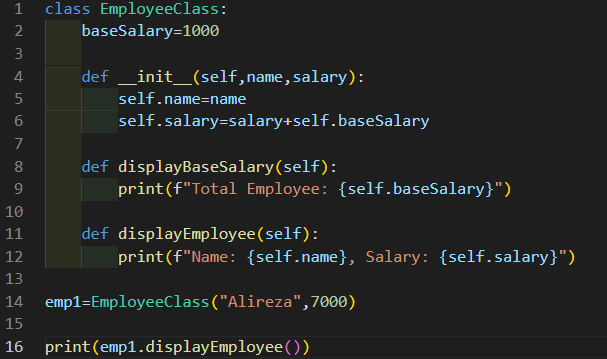 1 class EmployeeClass:
2     baseSalary=1000
3
4     def __init__(self,name,salary):
5         self.name=name
6         self.salary=salary+self.baseSalary
7
8     def displayBaseSalary(self):
9         print(f"Total Employee: {self.baseSalary}")
10
11     def displayEmployee(self):
12         print(f"Name: {self.name}, Salary: {self.salary}")
13
14 emp1=EmployeeClass("Alireza",7000)
15
16 print(emp1.displayEmployee())